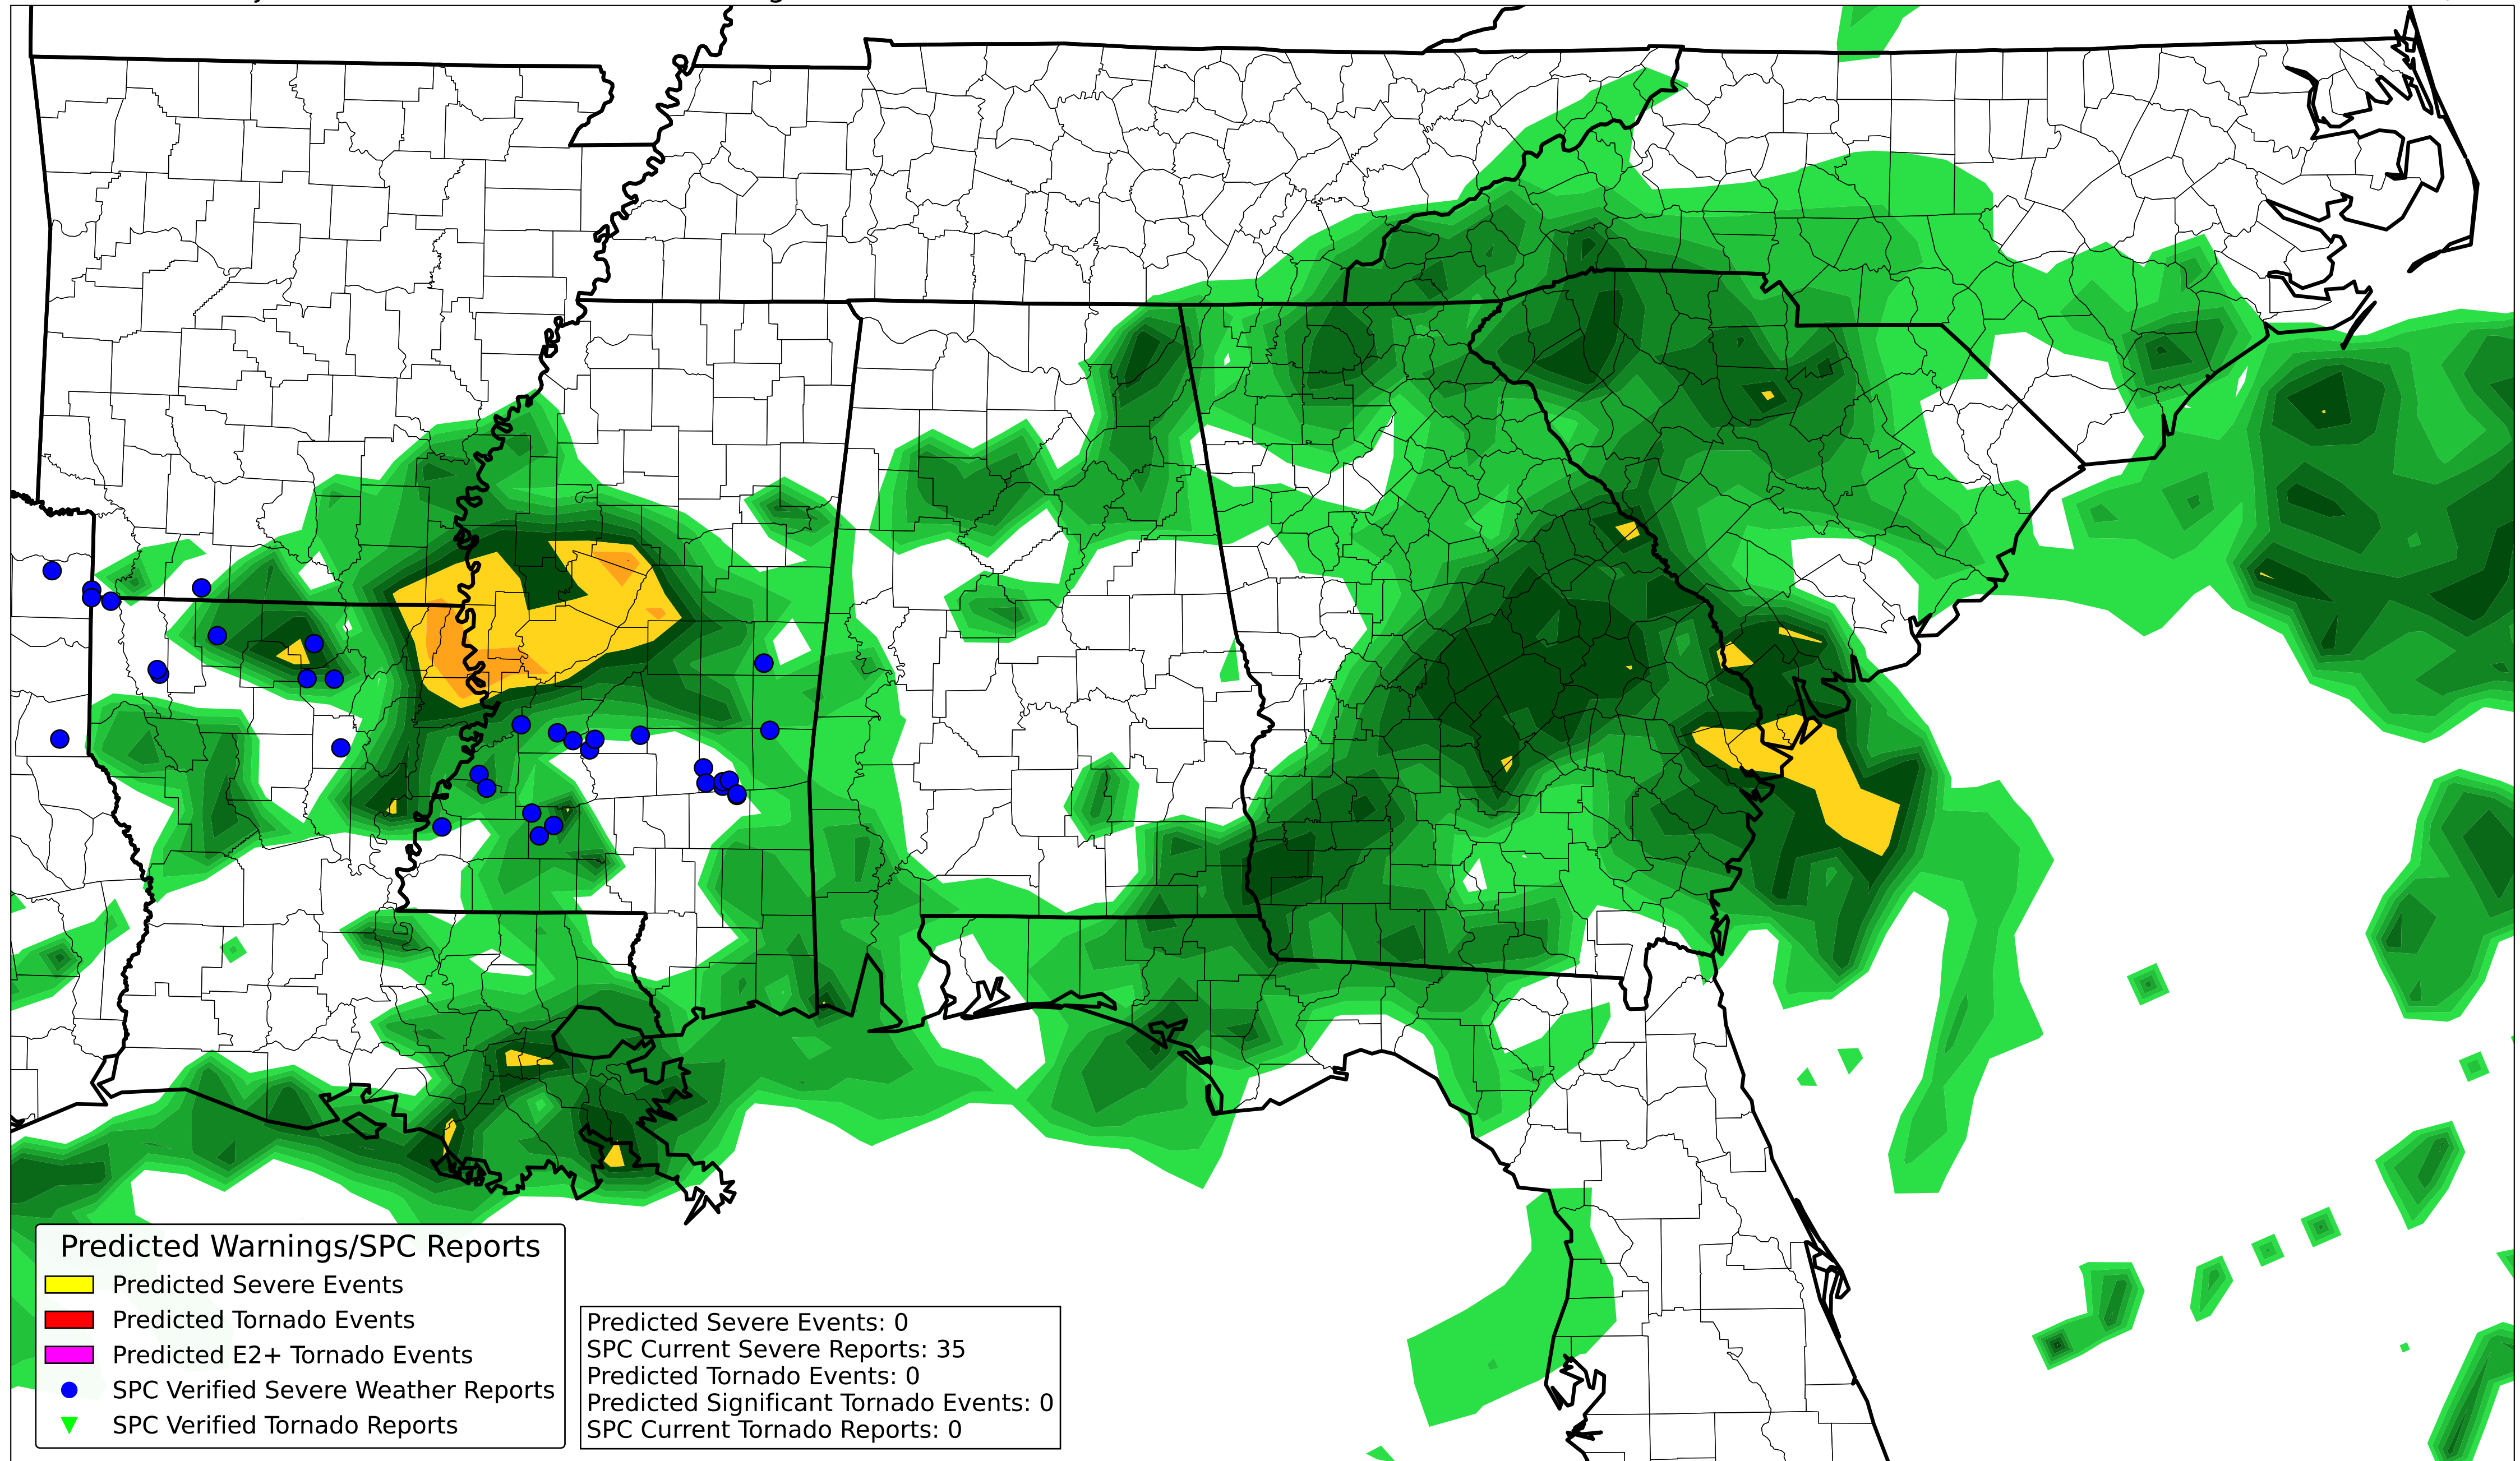 Predicted Warnings/SPC Reports
Predicted Severe Events
Predicted Tornado Events
Predicted E2+ Tornado Events
SPC Verified Severe Weather Reports
SPC Verified Tornado Reports
Predicted Severe Events: 0
SPC Current Severe Reports: 35
Predicted Tornado Events: 0
Predicted Significant Tornado Events: 0
SPC Current Tornado Reports: 0